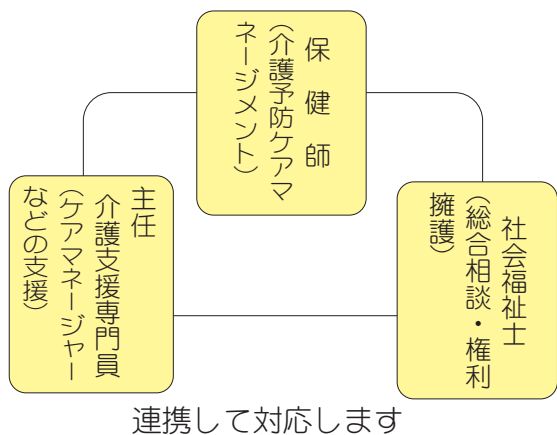 保健師
（介護予防ケアマ
ネージメント）
主任
介護支援専門員
（ケアマネージャー
などの支援）
社会福祉士
（総合相談・権利
擁護）
連携して対応します